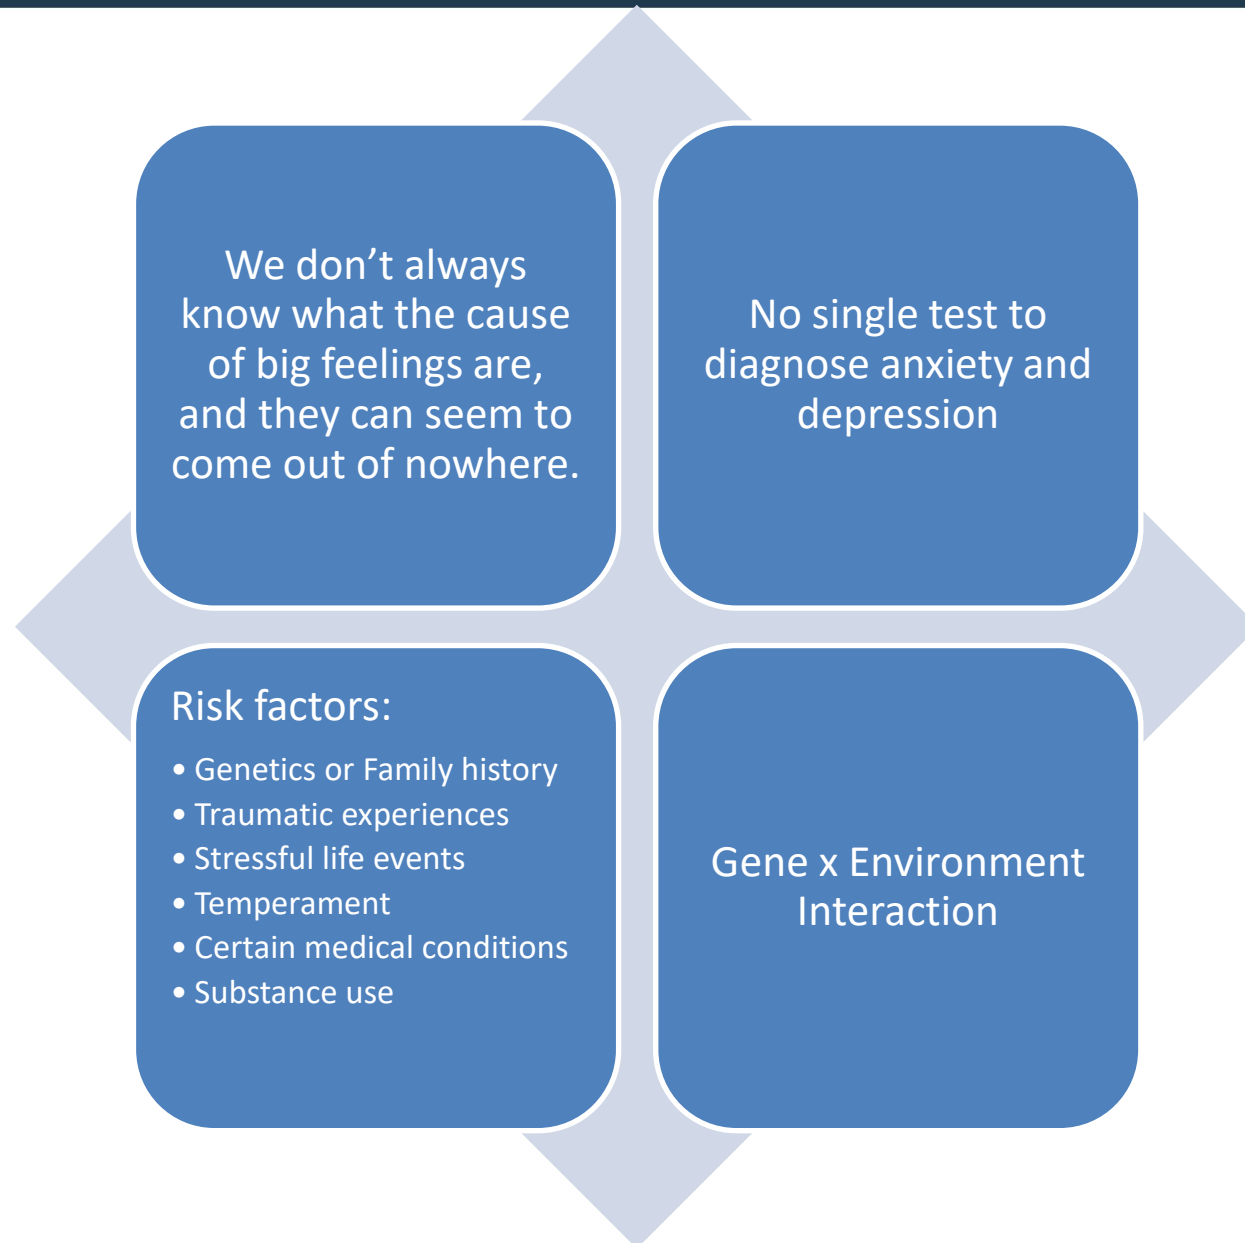 We don’t always
know what the cause
of big feelings are,
and they can seem to
come out of nowhere.
No single test to
diagnose anxiety and
depression
Risk factors:
• Genetics or Family history
• Traumatic experiences
• Stressful life events
• Temperament
• Certain medical conditions
• Substance use
Gene x Environment
Interaction